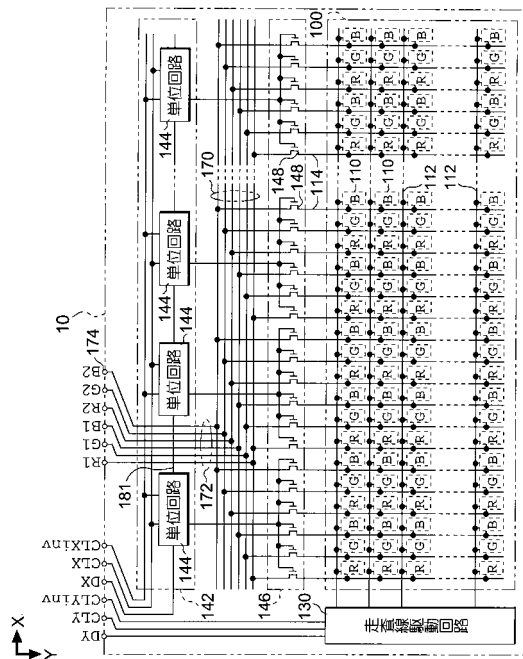 10
X
Y
DY
CLY
CLYinv
DX
CLX
CLXinv
R1
G1
B1
R2
G2
B2
174
181
172
単位回路
単位回路
単位回路
単位回路
144
144
144
144
142
170
146
148
148
114
130
走査線駆動回路
100
110
110
112
112
R G B R G B R G B R G B R G B R G B R G B R G B
R G B R G B R G B R G B R G B R G B R G B R G B
R G B R G B R G B R G B R G B R G B R G B R G B
R G B R G B R G B R G B R G B R G B R G B R G B